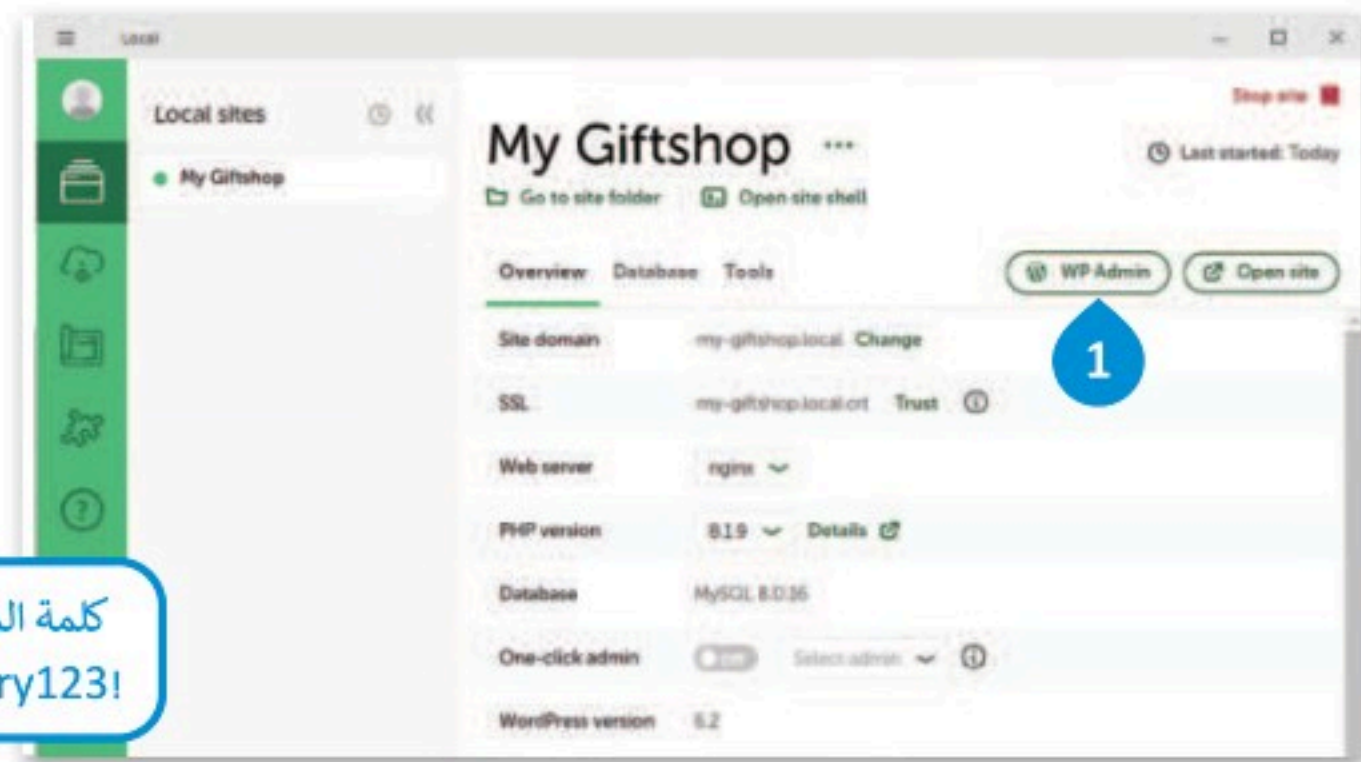 Local
Stop site
Local sites
My Giftshop ...
Last started: Today
My Giftshop
Go to site folder
Open site shell
Overview Database Tools
WP Admin
Open site
Site domain my-giftshop.local Change
1
SSL my-giftshop.local.crt Trust
Web server nginx
PHP version 8.1.9 Details
Database MySQL 8.0.16
One-click admin Select admin
WordPress version 6.2
كلمة
ry123!